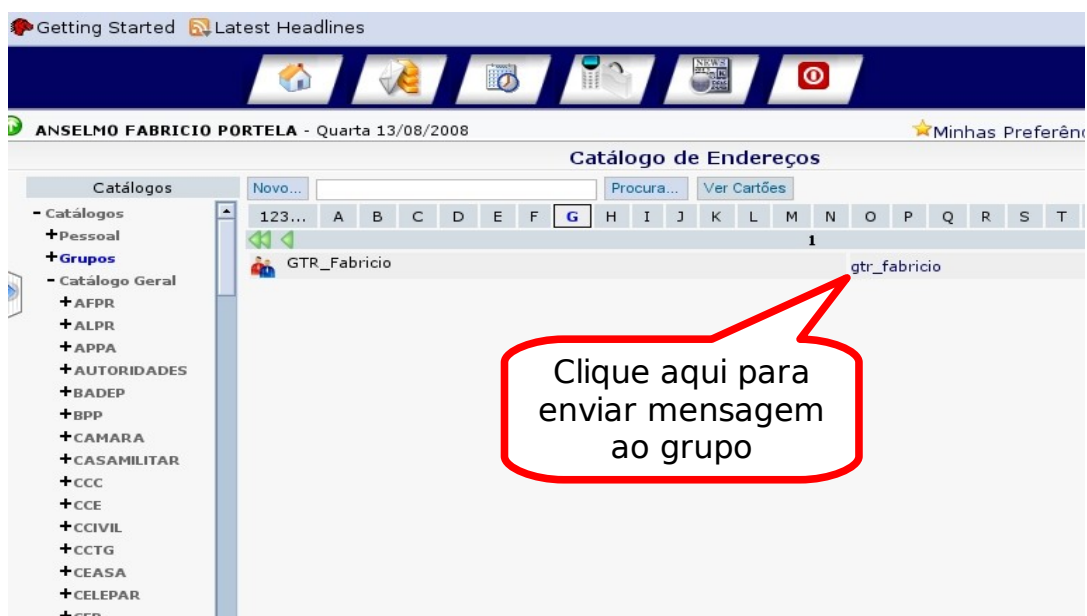 Getting Started Latest Headlines
NEWS
ANSELMO FABRICIO PORTELA - Quarta 13/08/2008 Minhas Preferênc
Catálogo de Endereços
Catálogos Novo... Procura... Ver Cartões
- Catálogos 123... A B C D E F G H I J K L M N O P Q R S T
+Pessoal 1
+Grupos GTR_Fabricio gtr_fabricio
- Catálogo Geral
+AFPR
+ALPR
+APPA
+AUTORIDADES
+BADEP
+BPP
+CAMARA
+CASAMILITAR
+CCC
+CCE
+CCIVIL
+CCTG
+CEASA
+CELEPAR
Clique aqui para
enviar mensagem
ao grupo